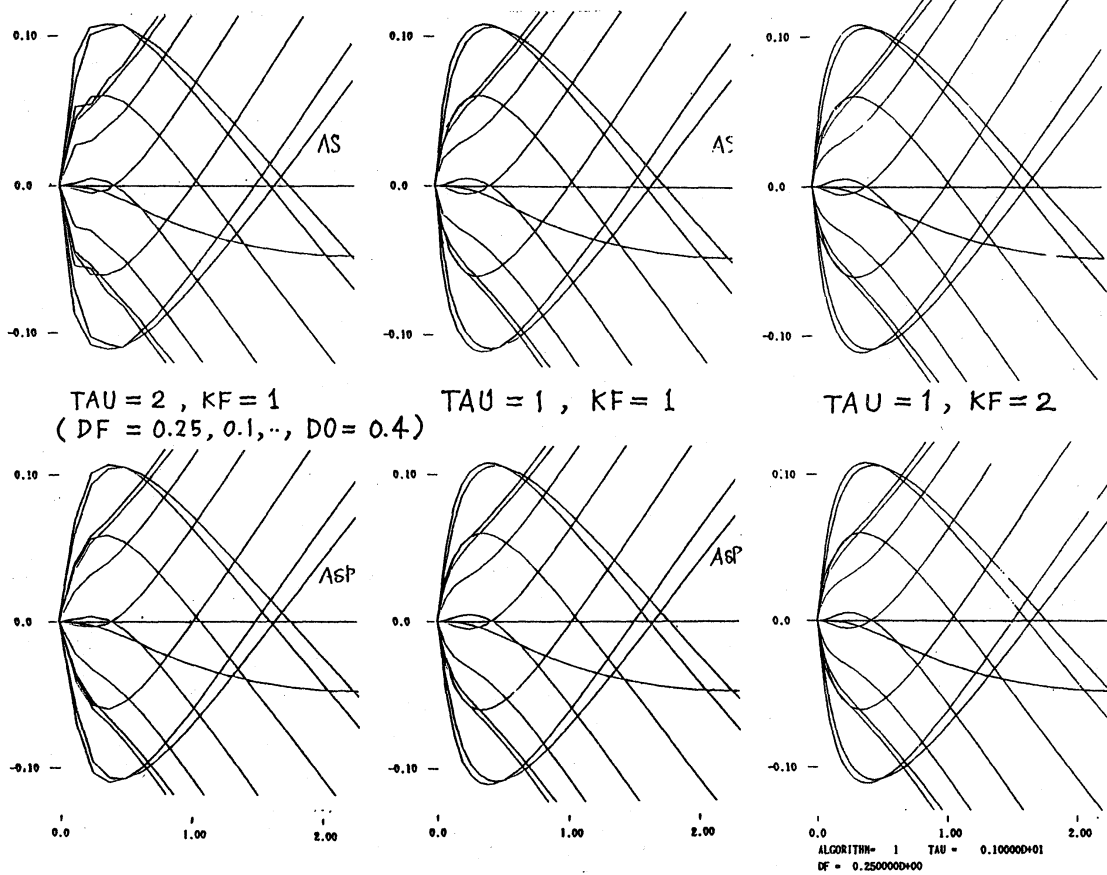 0.10
0.0
-0.10
AS
0.10
0.0
-0.10
AS
0.10
0.0
-0.10
TAU = 2 , KF = 1
( DF = 0.25, 0.1, .., D0 = 0.4)
TAU = 1 , KF = 1
TAU = 1 , KF = 2
0.10
0.0
-0.10
ASP
0.10
0.0
-0.10
ASP
0.10
0.0
-0.10
0.0 1.00 2.00
0.0 1.00 2.00
0.0 1.00 2.00
ALGORITHM= 1 TAU = 0.10000D+01
DF = 0.250000D+00